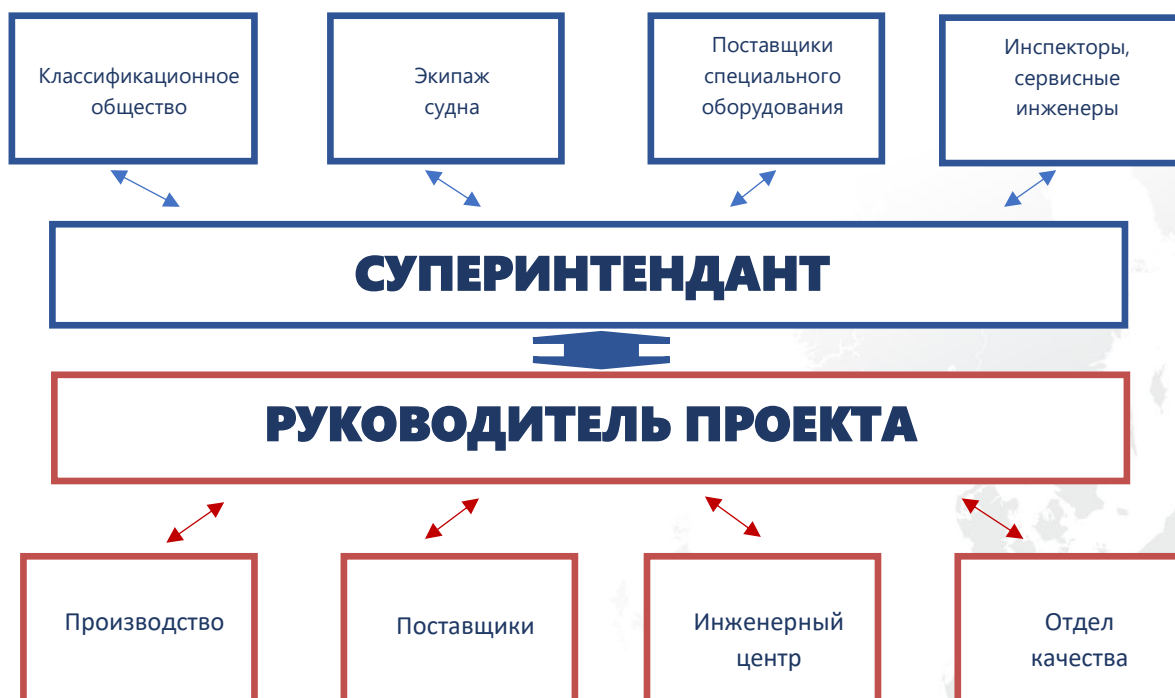 Классификационное
общество
Экипаж
судна
Поставщики
специального
оборудования
Инспекторы,
сервисные
инженеры
СУПЕРИНТЕНДАНТ
РУКОВОДИТЕЛЬ ПРОЕКТА
Производство
Поставщики
Инженерный
центр
Отдел
качества